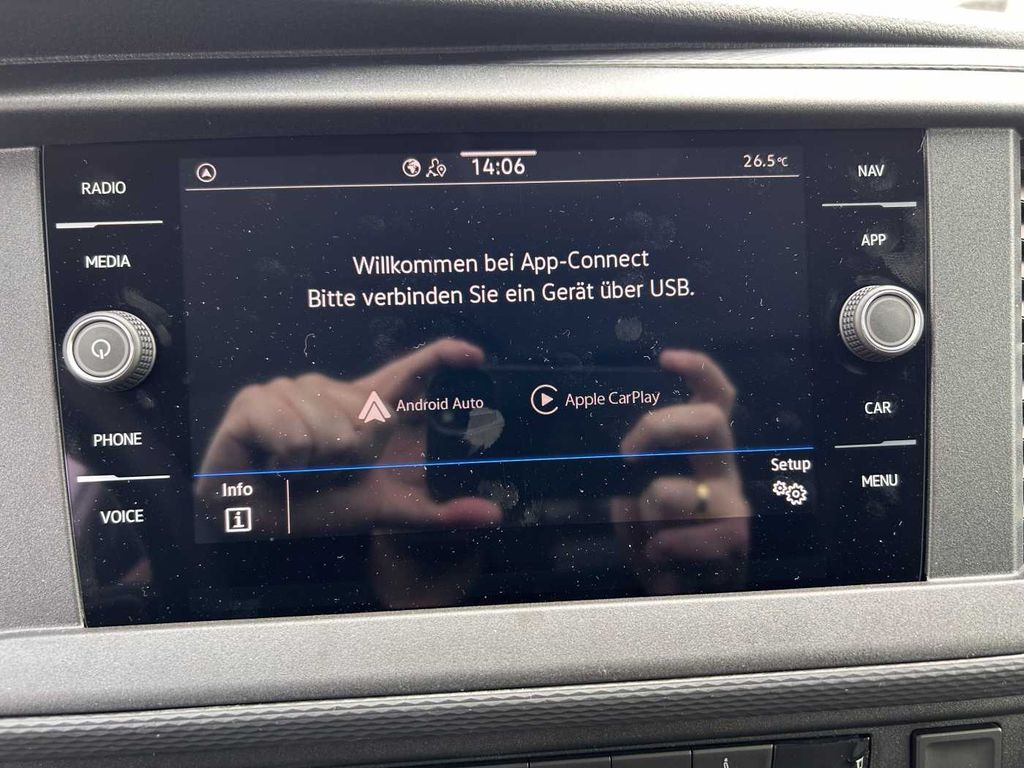 14:06
26.5°C
RADIO
MEDIA
PHONE
VOICE
Willkommen bei App-Connect
Bitte verbinden Sie ein Gerät über USB.
Android Auto
Apple CarPlay
Info
Setup
NAV
APP
CAR
MENU